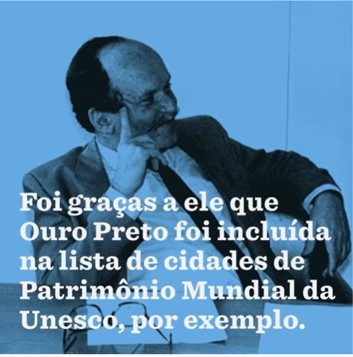 Foi graças a ele que
Ouro Preto foi incluída
na lista de cidades de
Patrimônio Mundial da
Unesco, por exemplo.